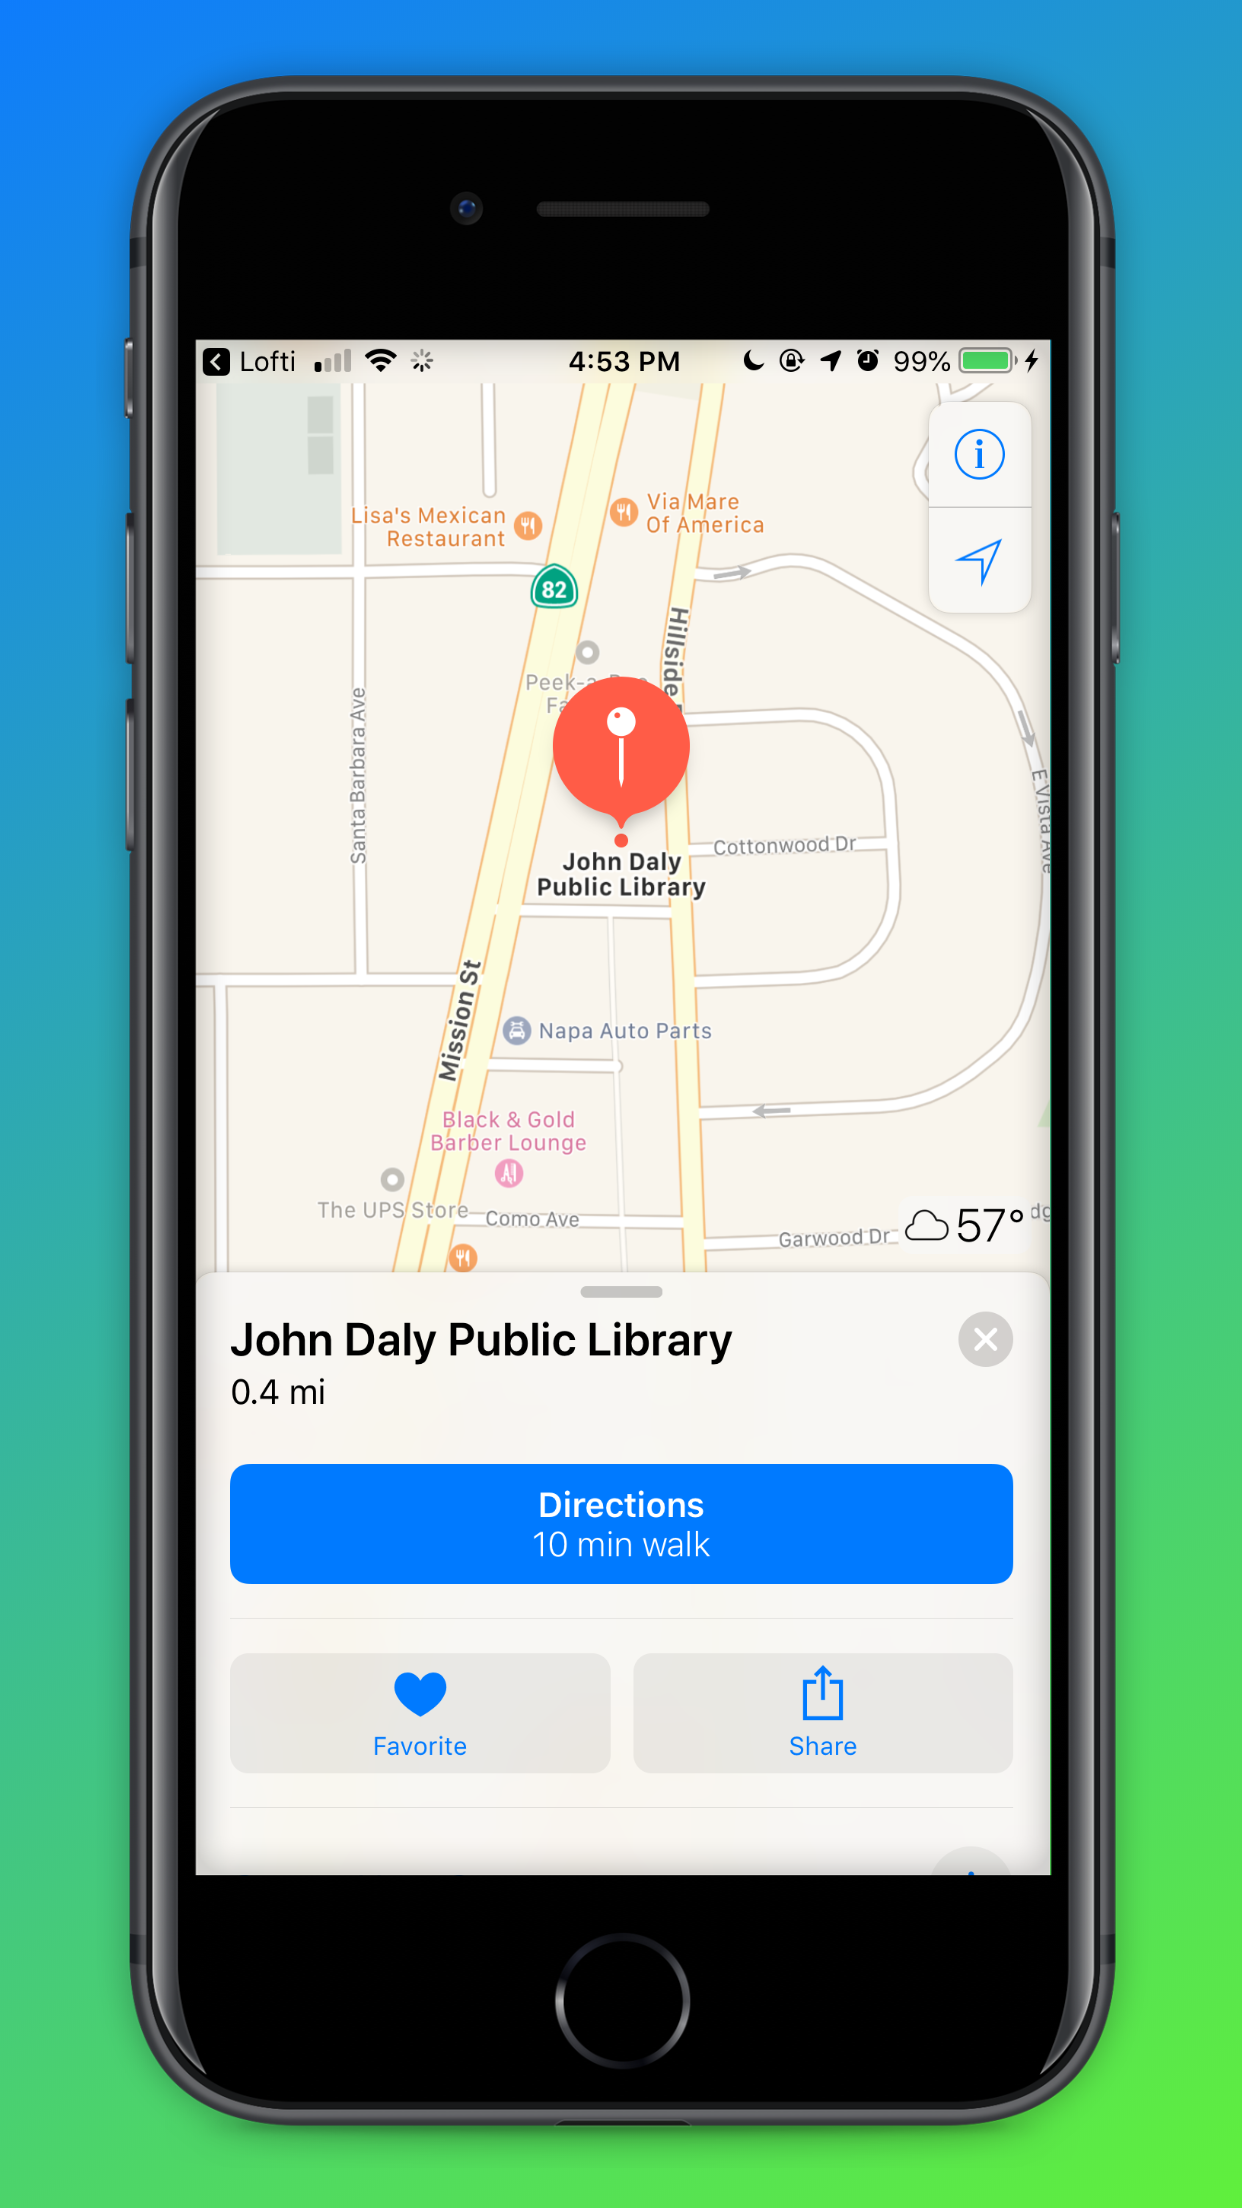 Lofti
4:53 PM
99%
Via Mare
Of America
Lisa's Mexican
Restaurant
82
Hillside
Peek-a-
Santa Barbara Ave
E Vista Ave
Cottonwood Dr
John Daly
Public Library
Mission St
Napa Auto Parts
Black & Gold
Barber Lounge
The UPS Store
Como Ave
Garwood Dr
57°
John Daly Public Library
0.4 mi
Directions
10 min walk
Favorite
Share